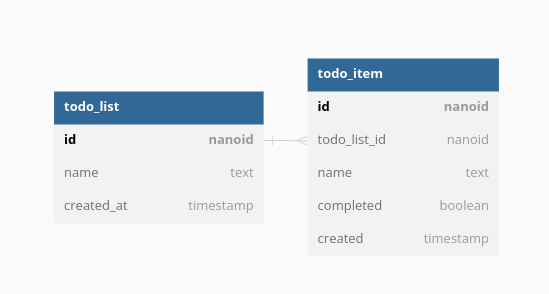 todo_list
id nanoid
name text
created_at timestamp
todo_item
id nanoid
todo_list_id nanoid
name text
completed boolean
created timestamp